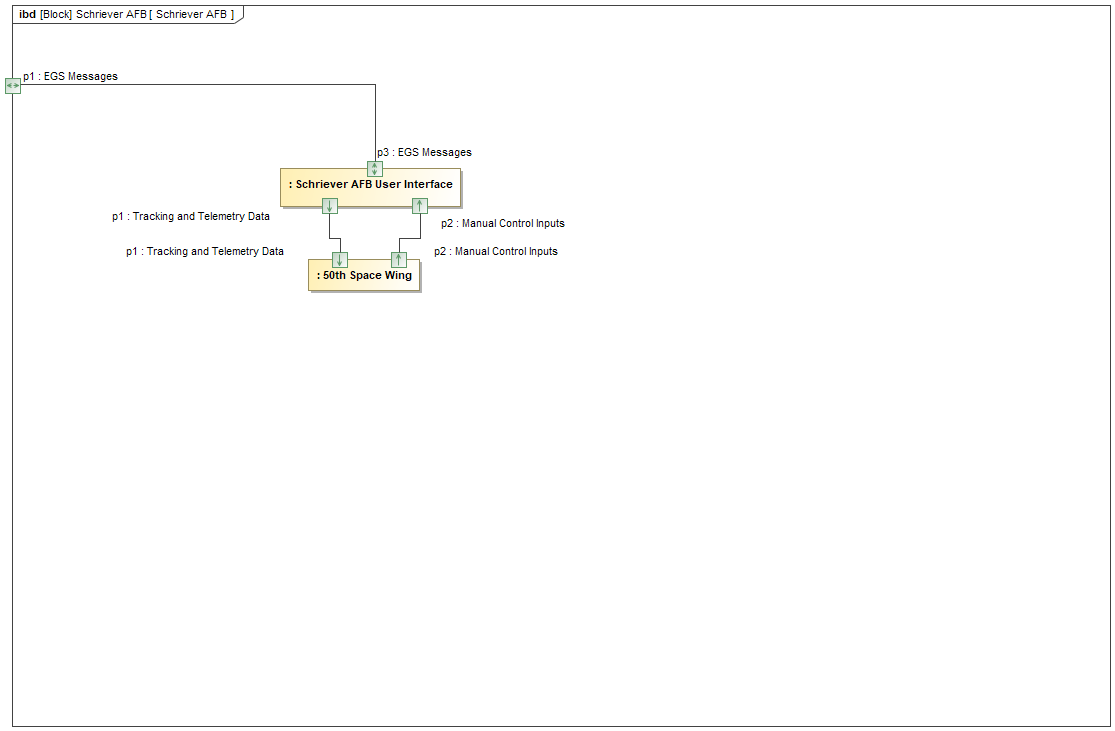 ibd [Block] Schriever AFB [ Schriever AFB ]
p1 : EGS Messages
p3 : EGS Messages
: Schriever AFB User Interface
p1 : Tracking and Telemetry Data
p2 : Manual Control Inputs
p1 : Tracking and Telemetry Data
p2 : Manual Control Inputs
: 50th Space Wing